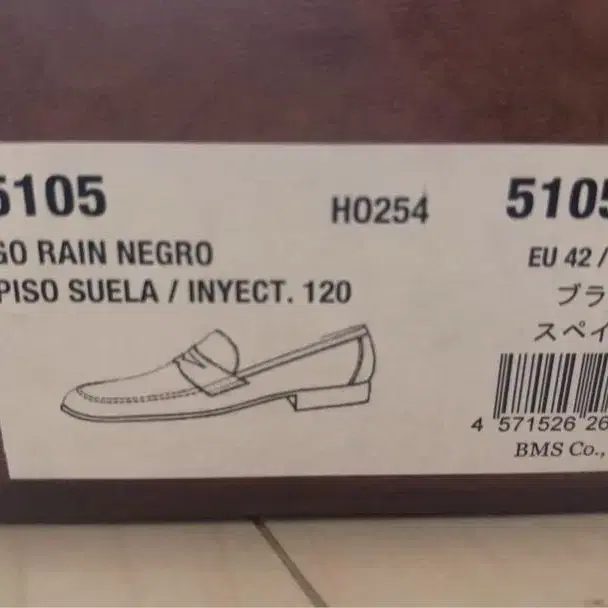 5105
GO RAIN NEGRO
PISO SUELA / INYECT. 120
HO254
5105
EU 42 /
ブラ
スペイ
4 571526 26
BMS Co.,